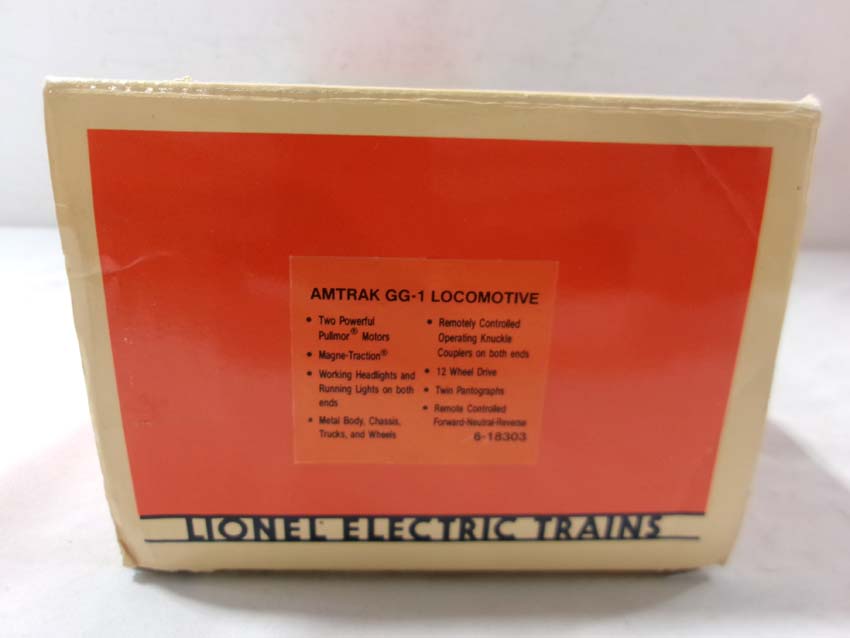 AMTRAK GG-1 LOCOMOTIVE
• Two Powerful
Pullmor® Motors
• Magne-Traction®
• Working Headlights and
Running Lights on both
ends
• Metal Body, Chassis,
Trucks, and Wheels
• Remotely Controlled
Operating Knuckle
Couplers on both ends
• 12 Wheel Drive
• Twin Pantographs
• Remote Controlled
Forward-Neutral-Reverse
6-18303
LIONEL ELECTRIC TRAINS